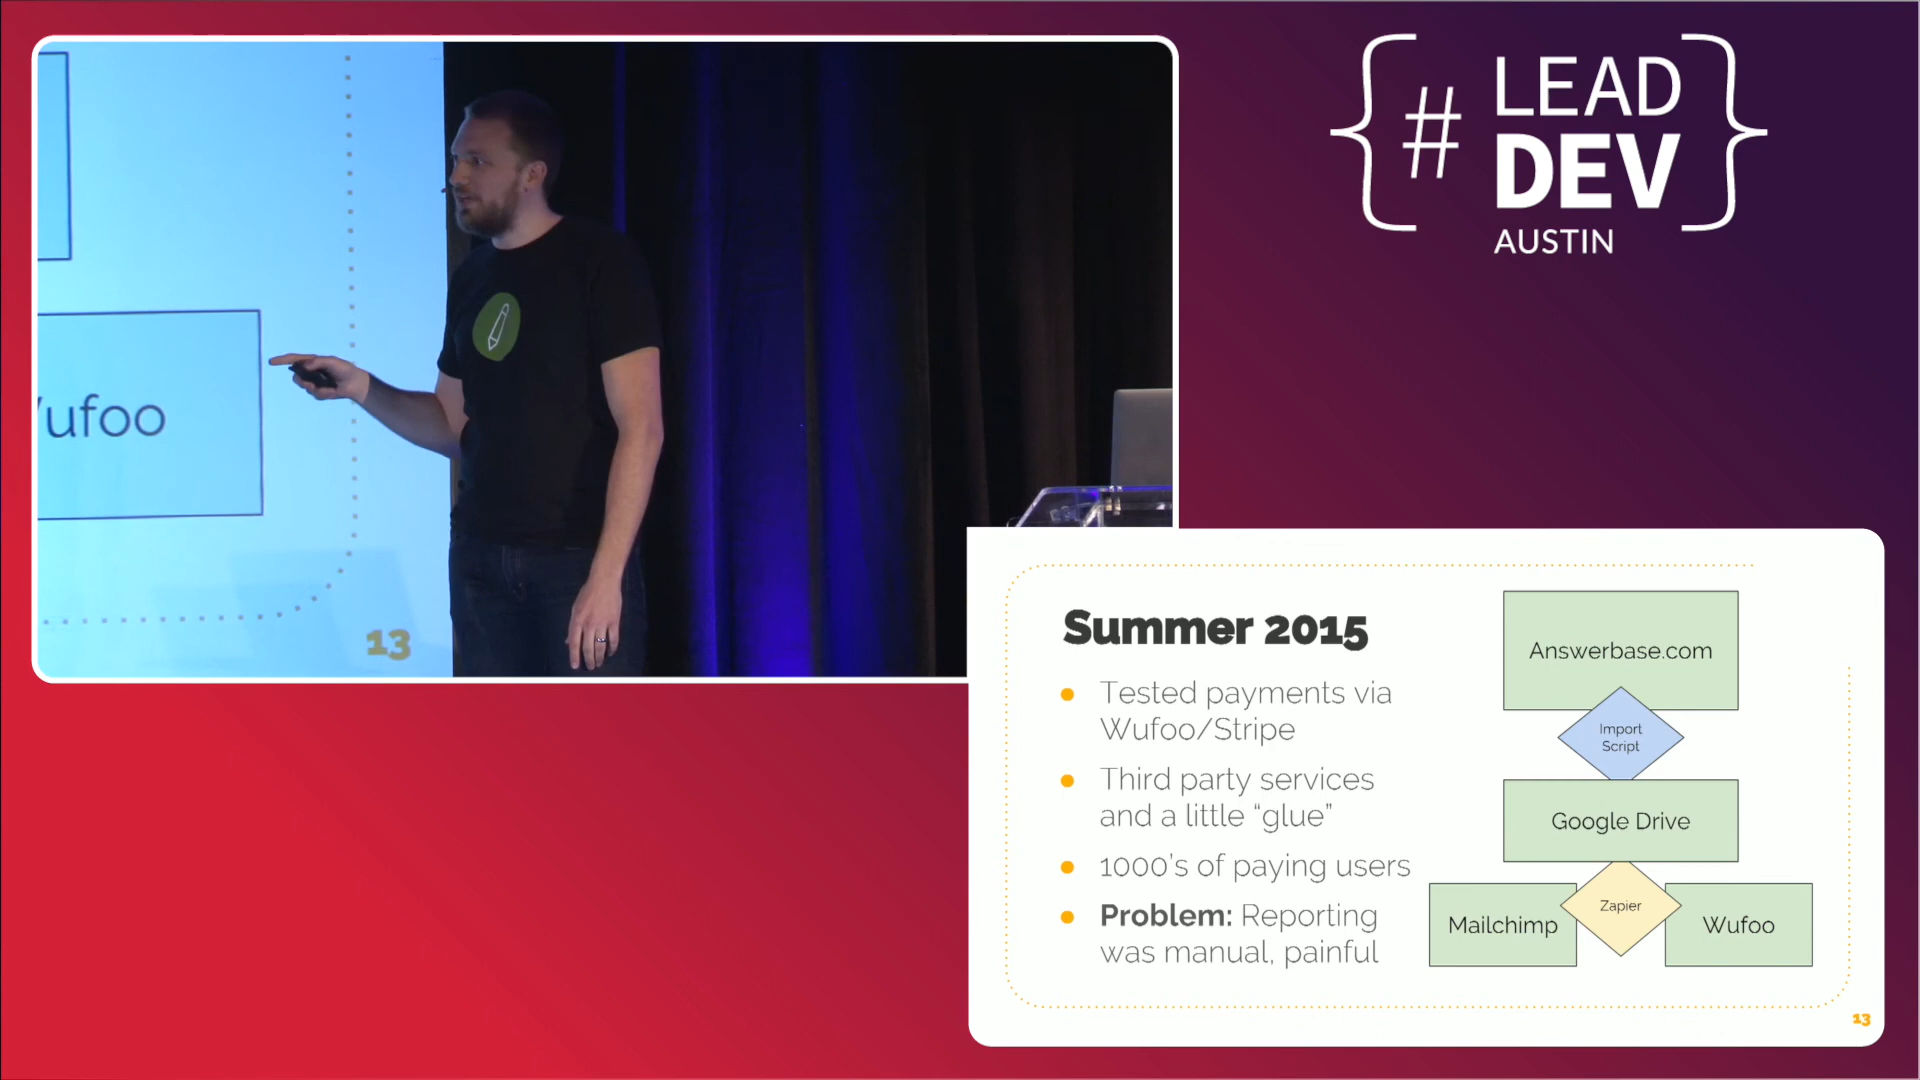 ufoo
13
# LEAD
DEV
AUSTIN
Summer 2015
Tested payments via
Wufoo/Stripe
Third party services
and a little “glue”
1000's of paying users
Problem: Reporting
was manual, painful
Answerbase.com
Import
Script
Google Drive
Mailchimp
Zapier
Wufoo
13